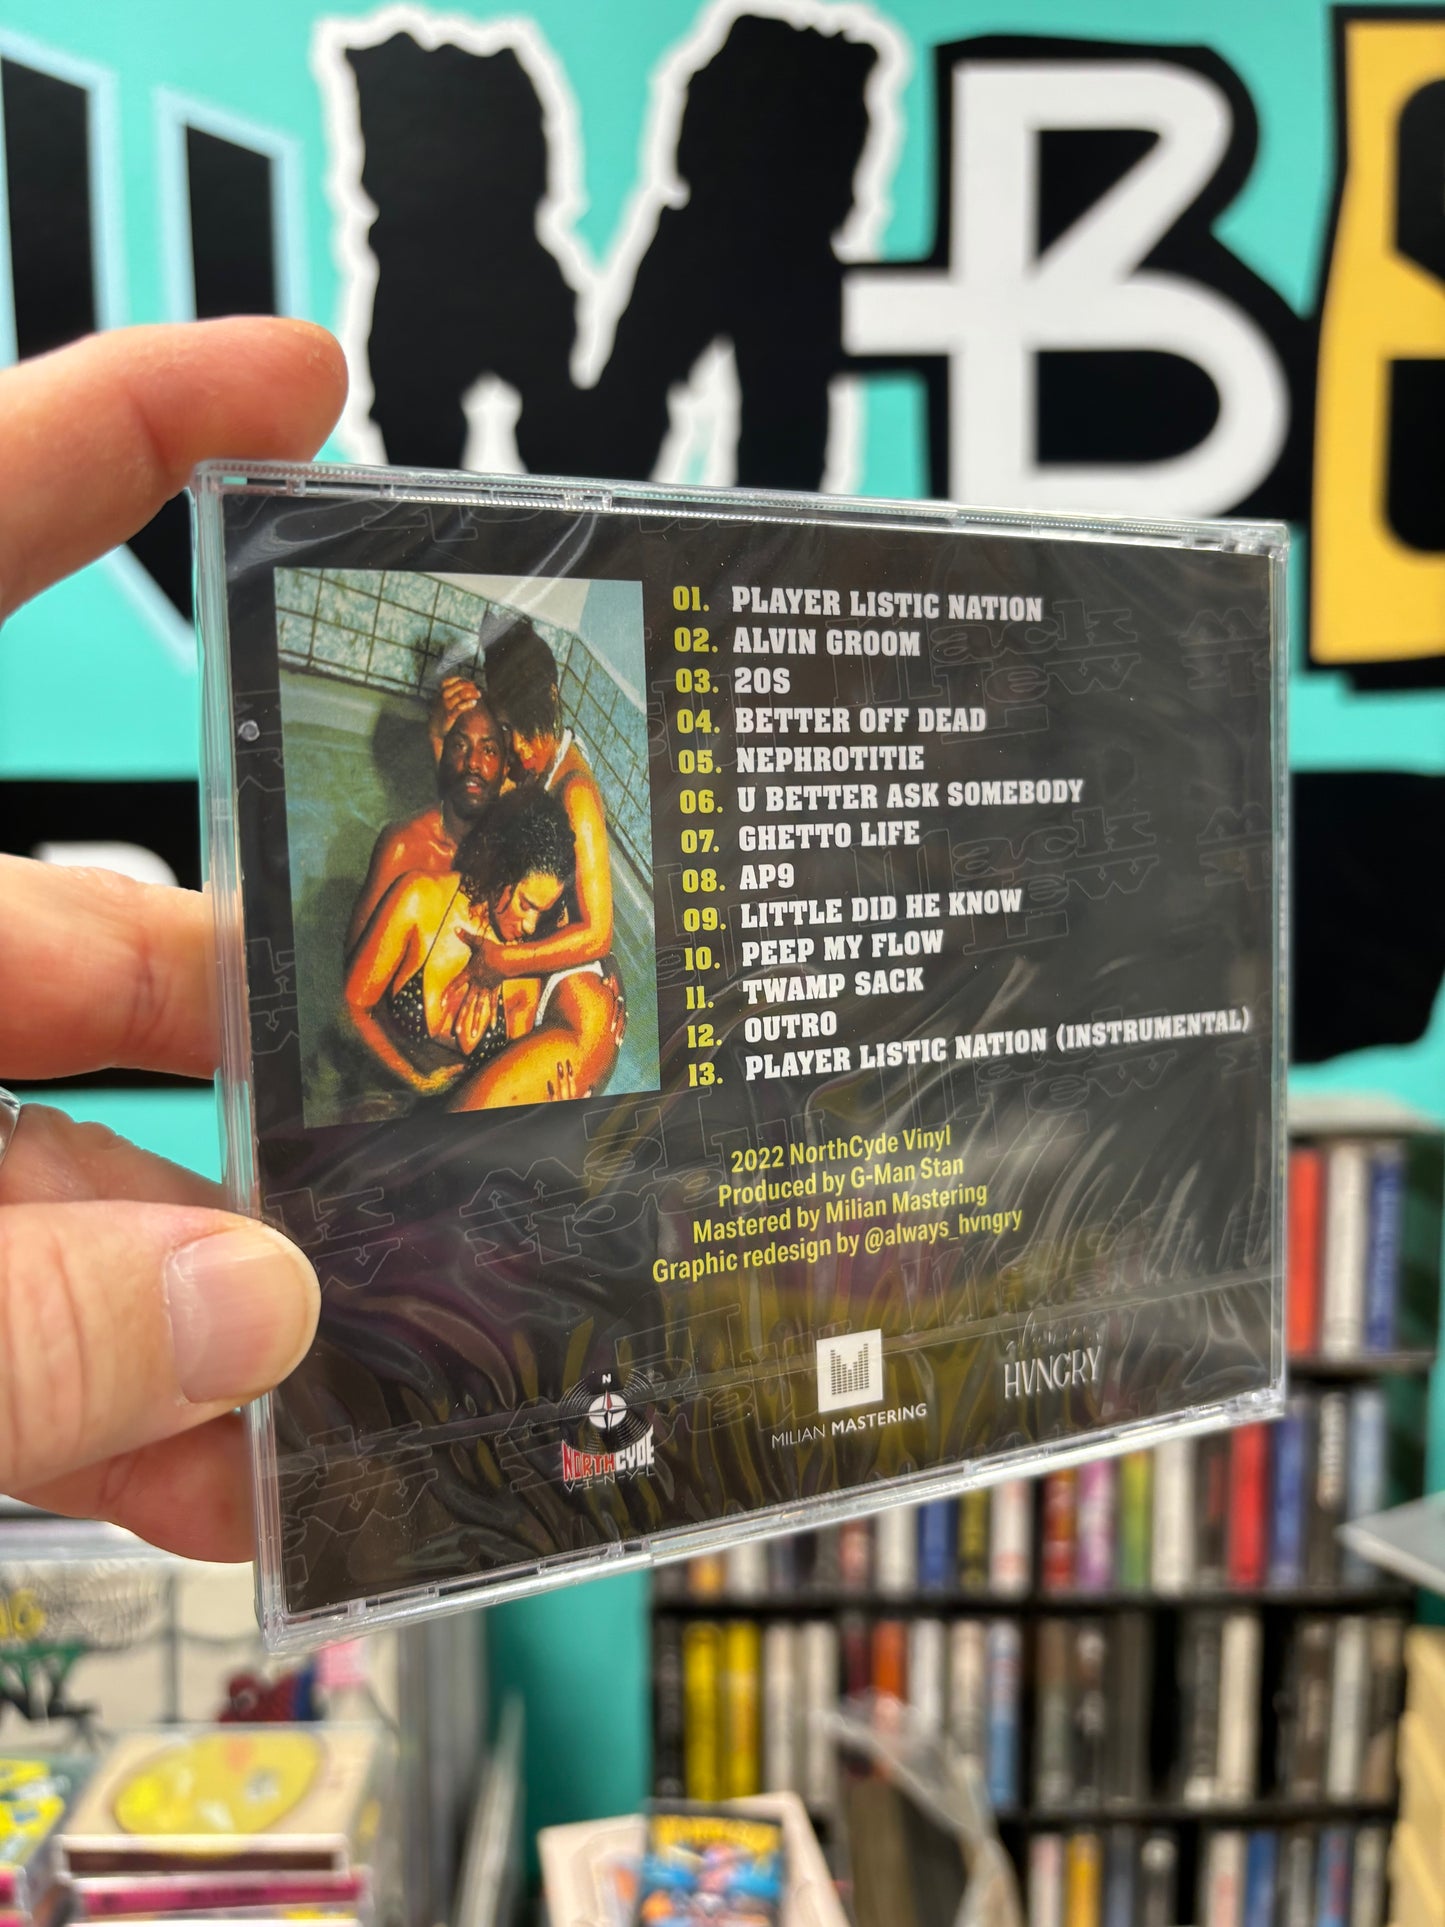 UMB
01. PLAYER LISTIC NATION
02. ALVIN GROOM
03. 20S
04. BETTER OFF DEAD
05. NEPHROTITIE
06. U BETTER ASK SOMEBODY
07. GHETTO LIFE
08. AP9
09. LITTLE DID HE KNOW
10. PEEP MY FLOW
11. TWAMP SACK
12. OUTRO
13. PLAYER LISTIC NATION (INSTRUMENTAL)
2022 NorthCyde Vinyl
Produced by G-Man Stan
Mastered by Milian Mastering
Graphic redesign by @always_hvngry
N
NORTHCYDE
V-I-N-Y-L
MILIAN MASTERING
always
HVNGRY